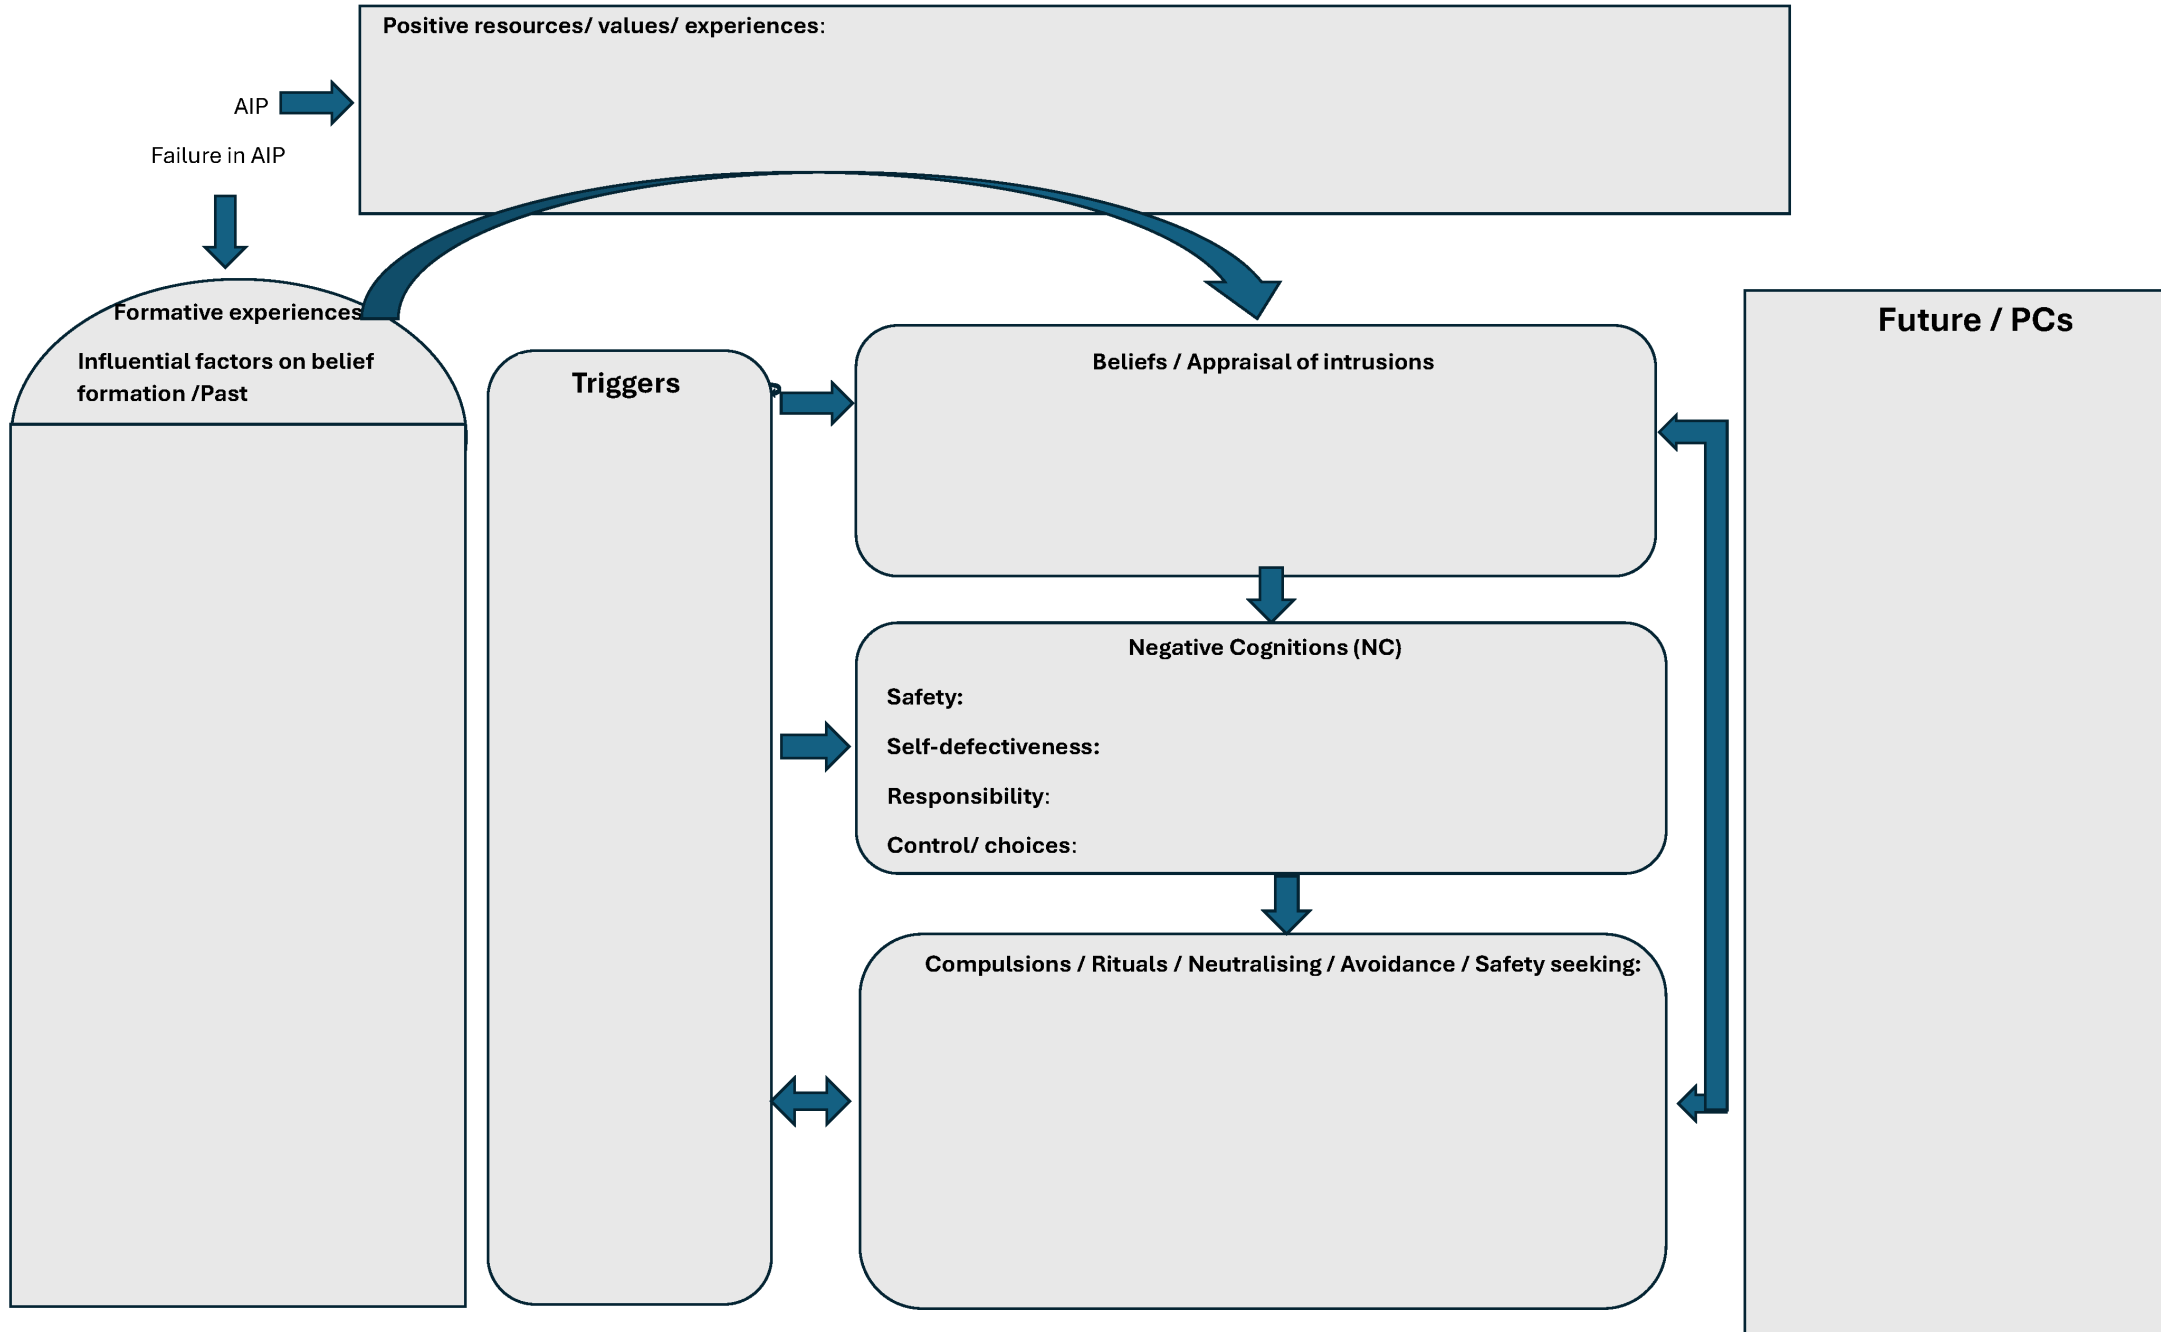 Positive resources/ values/ experiences:
AIP
Failure in AIP
Formative experiences
Influential factors on belief
formation /Past
Triggers
Beliefs / Appraisal of intrusions
Negative Cognitions (NC)
Safety:
Self-defectiveness:
Responsibility:
Control/ choices:
Compulsions / Rituals / Neutralising / Avoidance / Safety seeking:
Future / PCs